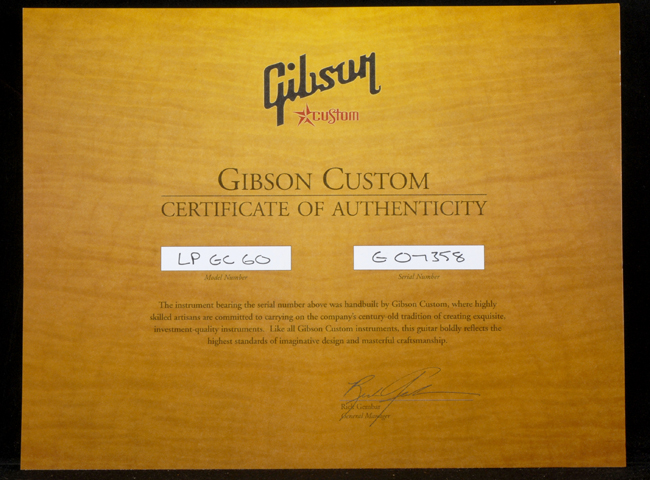 Gibson
custom
GIBSON CUSTOM
CERTIFICATE OF AUTHENTICITY
LP GC 60
G 07358
Model Number
Serial Number
The instrument bearing the serial number above was handbuilt by Gibson Custom, where highly
skilled artisans are committed to carrying on the company's century-old tradition of creating exquisite,
investment-quality instruments. Like all Gibson Custom instruments, this guitar boldly reflects the
highest standards of imaginative design and masterful craftsmanship.
Rick Gembar
General Manager